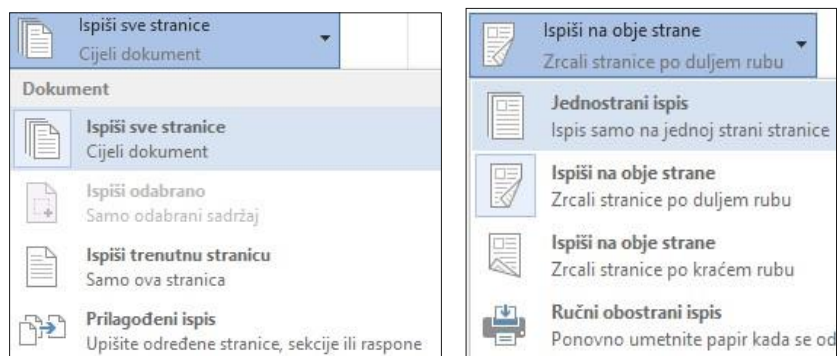 Ispiši sve stranice
Cijeli dokument
Dokument
Ispiši sve stranice
Cijeli dokument
Ispiši odabrano
Samo odabrani sadržaj
Ispiši trenutnu stranicu
Samo ova stranica
Prilagođeni ispis
Upišite određene stranice, sekcije ili raspone
Ispiši na obje strane
Zrcali stranice po duljem rubu
Jednostrani ispis
Ispis samo na jednoj strani stranice
Ispiši na obje strane
Zrcali stranice po duljem rubu
Ispiši na obje strane
Zrcali stranice po kraćem rubu
Ručni obostrani ispis
Ponovno umetnite papir kada se od